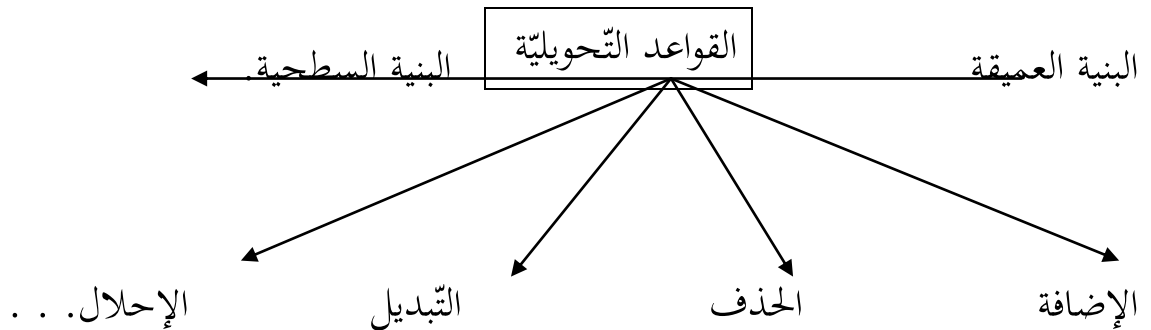 البنية العميقة القواعد التّحويليّة البنية السطحية.
الإضافة الحذف التّبديل الإحلال. . .